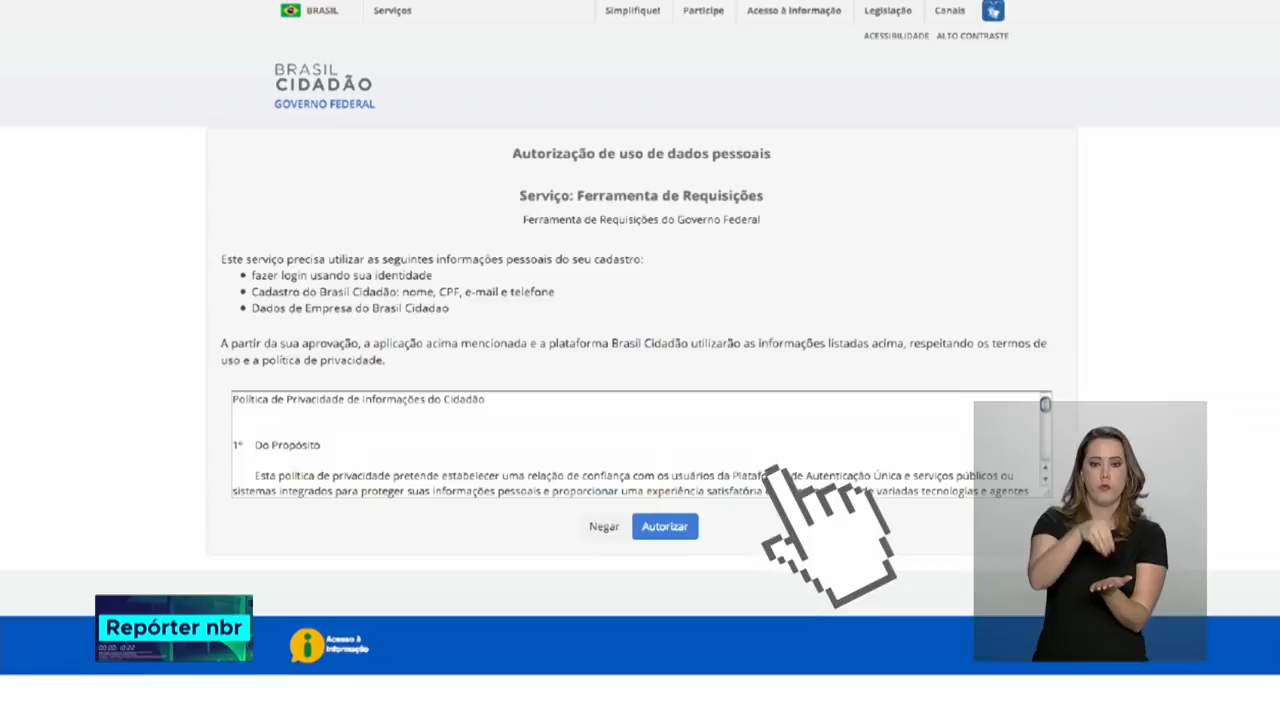 BRASIL Serviços Simplifique! Participe Acesso à informação Legislação Canais
ACESSIBILIDADE ALTO CONTRASTE
BRASIL
CIDADÃO
GOVERNO FEDERAL
Autorização de uso de dados pessoais
Serviço: Ferramenta de Requisições
Ferramenta de Requisições do Governo Federal
Este serviço precisa utilizar as seguintes informações pessoais do seu cadastro:
fazer login usando sua identidade
Cadastro do Brasil Cidadão: nome, CPF, e-mail e telefone
Dados de Empresa do Brasil Cidadao
A partir da sua aprovação, a aplicação acima mencionada e a plataforma Brasil Cidadão utilizarão as informações listadas acima, respeitando os termos de
uso e a política de privacidade.
Política de Privacidade de Informações do Cidadão
1º Do Propósito
Esta política de privacidade pretende estabelecer uma relação de confiança com os usuários da de Autenticação Única e serviços públicos ou
sistemas integrados para proteger suas informações pessoais e proporcionar uma experiência satisfatória variadas tecnologias e agentes
Negar Autorizar
Repórter nbr
Acesso à
Informação